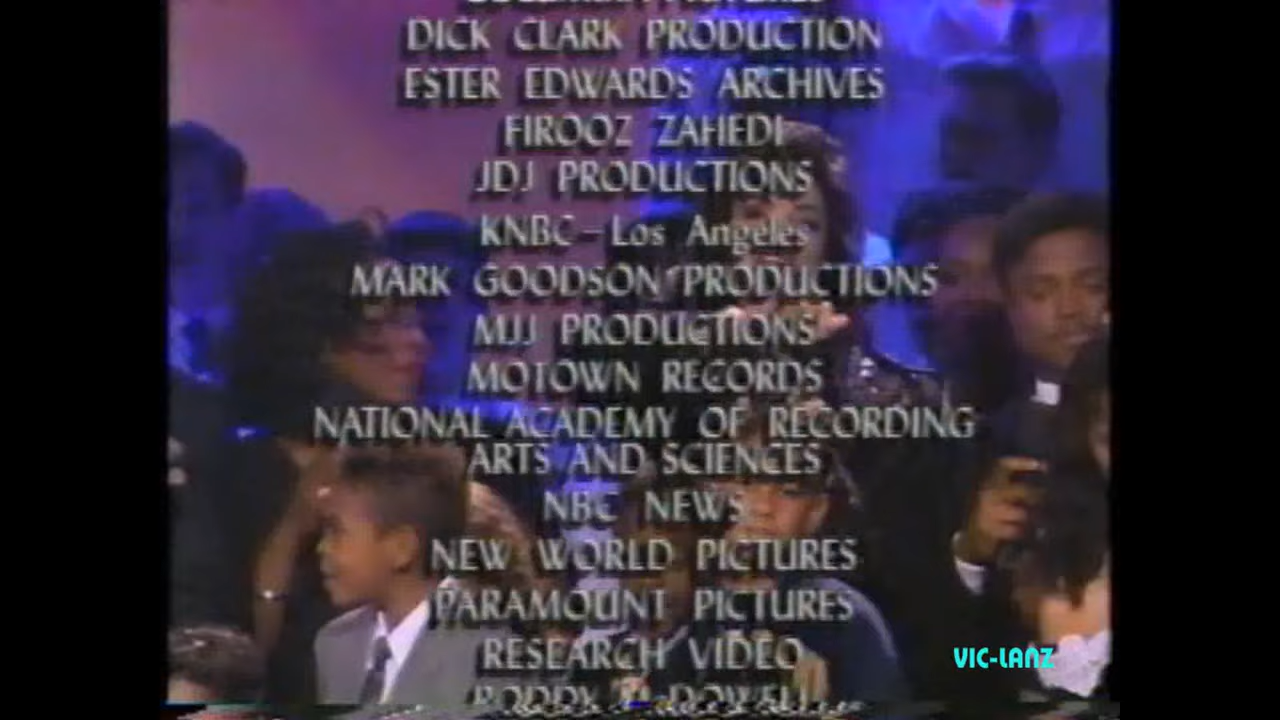 DICK CLARK PRODUCTION
ESTER EDWARDS ARCHIVES
FIROOZ ZAHEDI
JDJ PRODUCTIONS
KNBC-Los Angeles
MARK GOODSON PRODUCTIONS
MJJ PRODUCTIONS
MOTOWN RECORDS
NATIONAL ACADEMY OF RECORDING
ARTS AND SCIENCES
NBC NEWS
NEW WORLD PICTURES
PARAMOUNT PICTURES
RESEARCH VIDEO
VIC-LANZ